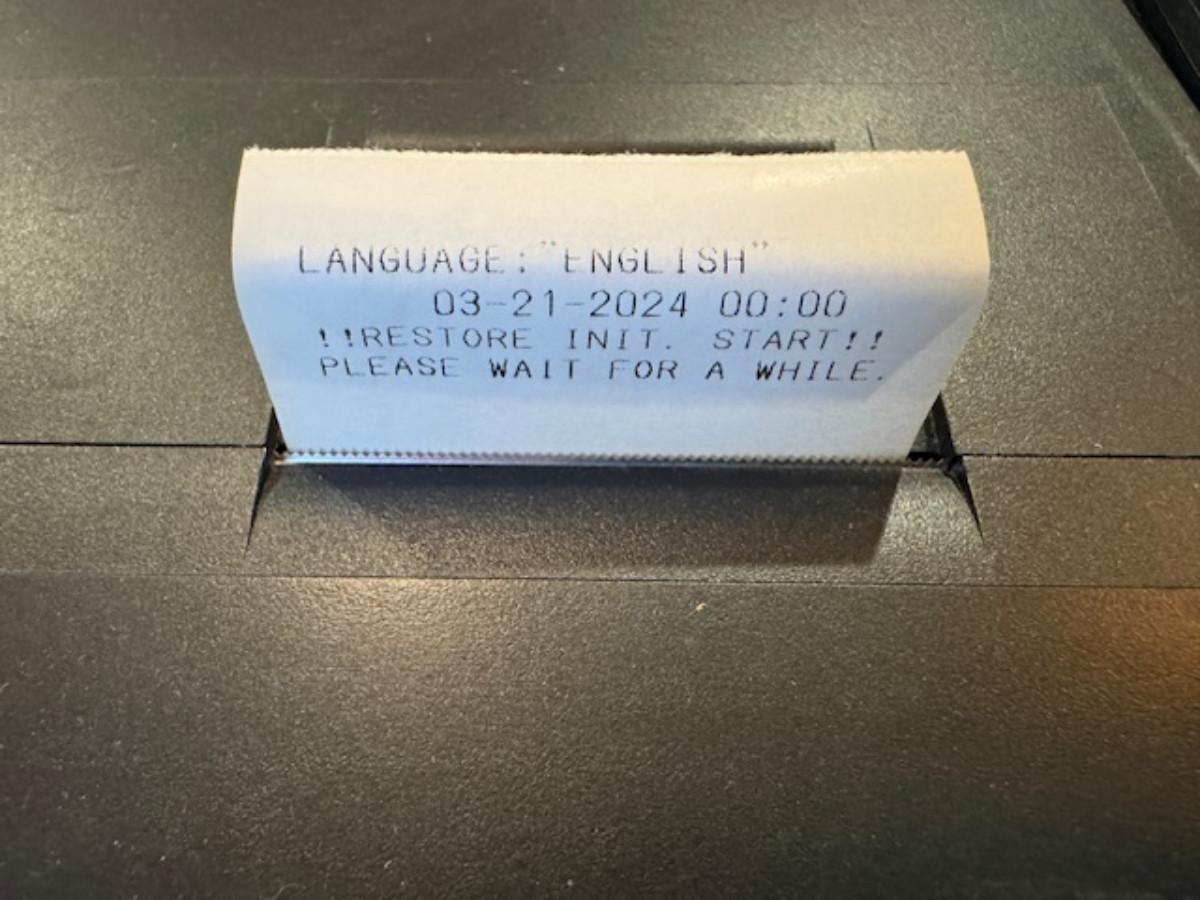 LANGUAGE:"ENGLISH"
03-21-2024 00:00
!!RESTORE INIT. START!!
PLEASE WAIT FOR A WHILE.